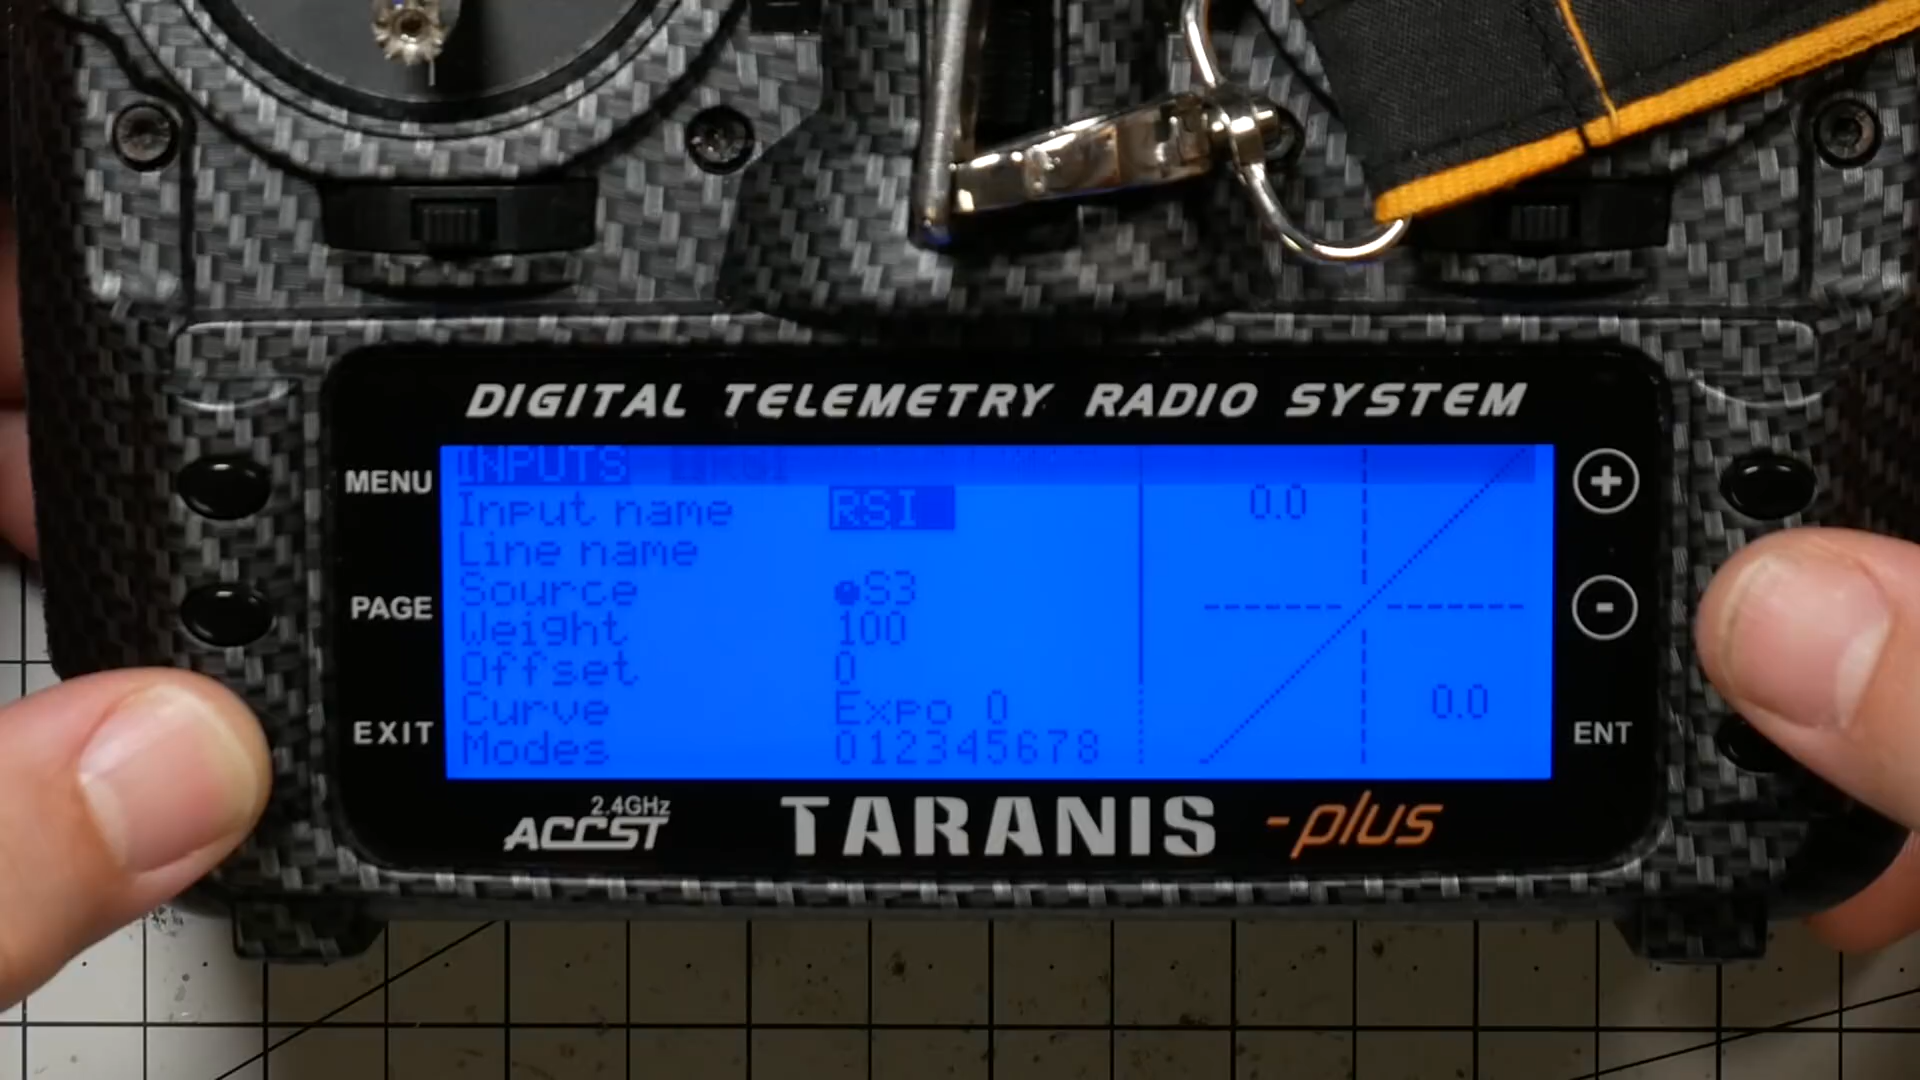 DIGITAL TELEMETRY RADIO SYSTEM
MENU
PAGE
EXIT
INPUTS
Input name RSI
Line name
Source S3
Weight 100
Offset 0
Curve Expo 0
Modes 012345678
0.0
0.0
+
-
ENT
2.4GHz
ACCST
TARANIS -plus